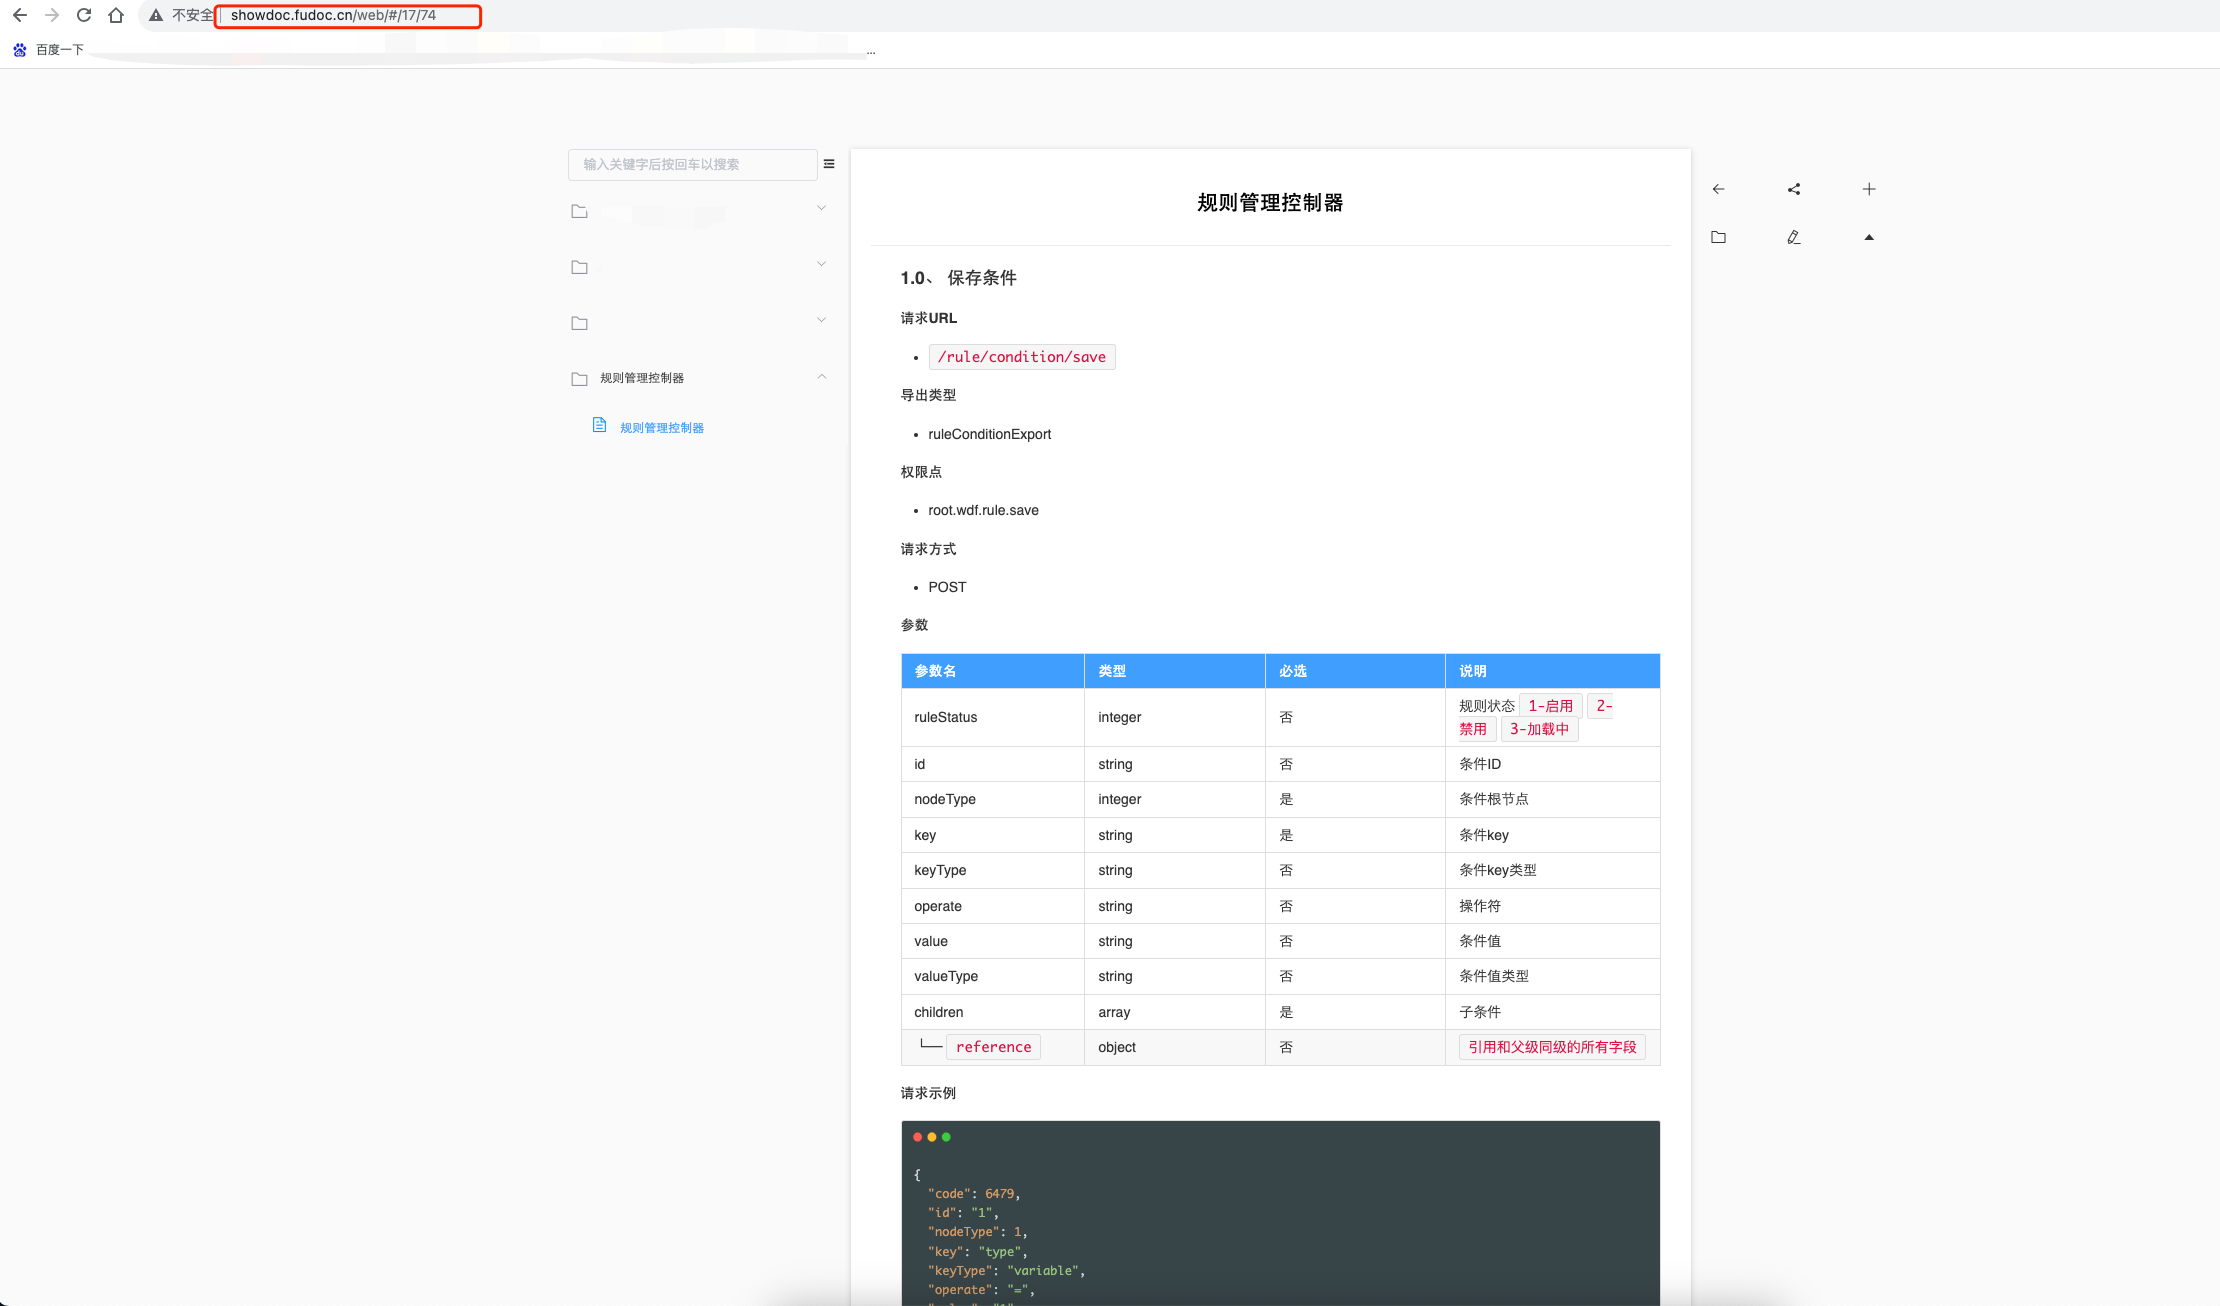 不安全 showdoc.fudoc.cn/web/#/17/74
百度一下
...
输入关键字后按回车以搜索
规则管理控制器
规则管理控制器
规则管理控制器
1.0、 保存条件
请求URL
/rule/condition/save
导出类型
ruleConditionExport
权限点
root.wdf.rule.save
请求方式
POST
参数
参数名 类型 必选 说明
ruleStatus integer 否 规则状态 1-启用 2-
禁用 3-加载中
id string 否 条件ID
nodeType integer 是 条件根节点
key string 是 条件key
keyType string 否 条件key类型
operate string 否 操作符
value string 否 条件值
valueType string 否 条件值类型
children array 是 子条件
└── reference object 否 引用和父级同级的所有字段
请求示例
{
"code": 6479,
"id": "1",
"nodeType": 1,
"key": "type",
"keyType": "variable",
"operate": "=",